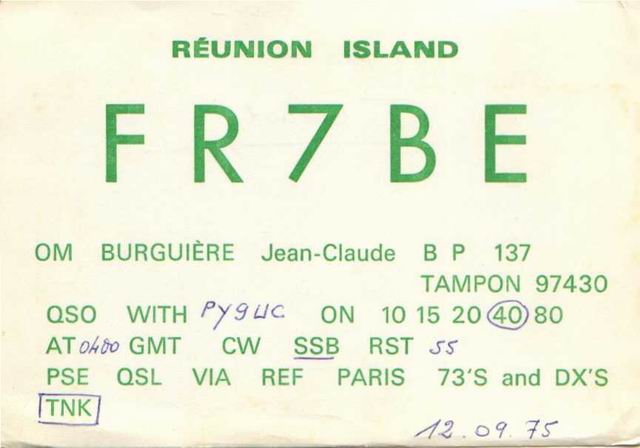 RÉUNION ISLAND
FR7BE
OM BURGUIÈRE Jean-Claude B P 137
TAMPON 97430
QSO WITH PY9UC ON 10 15 20 40 80
AT 0400 GMT CW SSB RST 55
PSE QSL VIA REF PARIS 73'S and DX'S
TNK
12.09.75